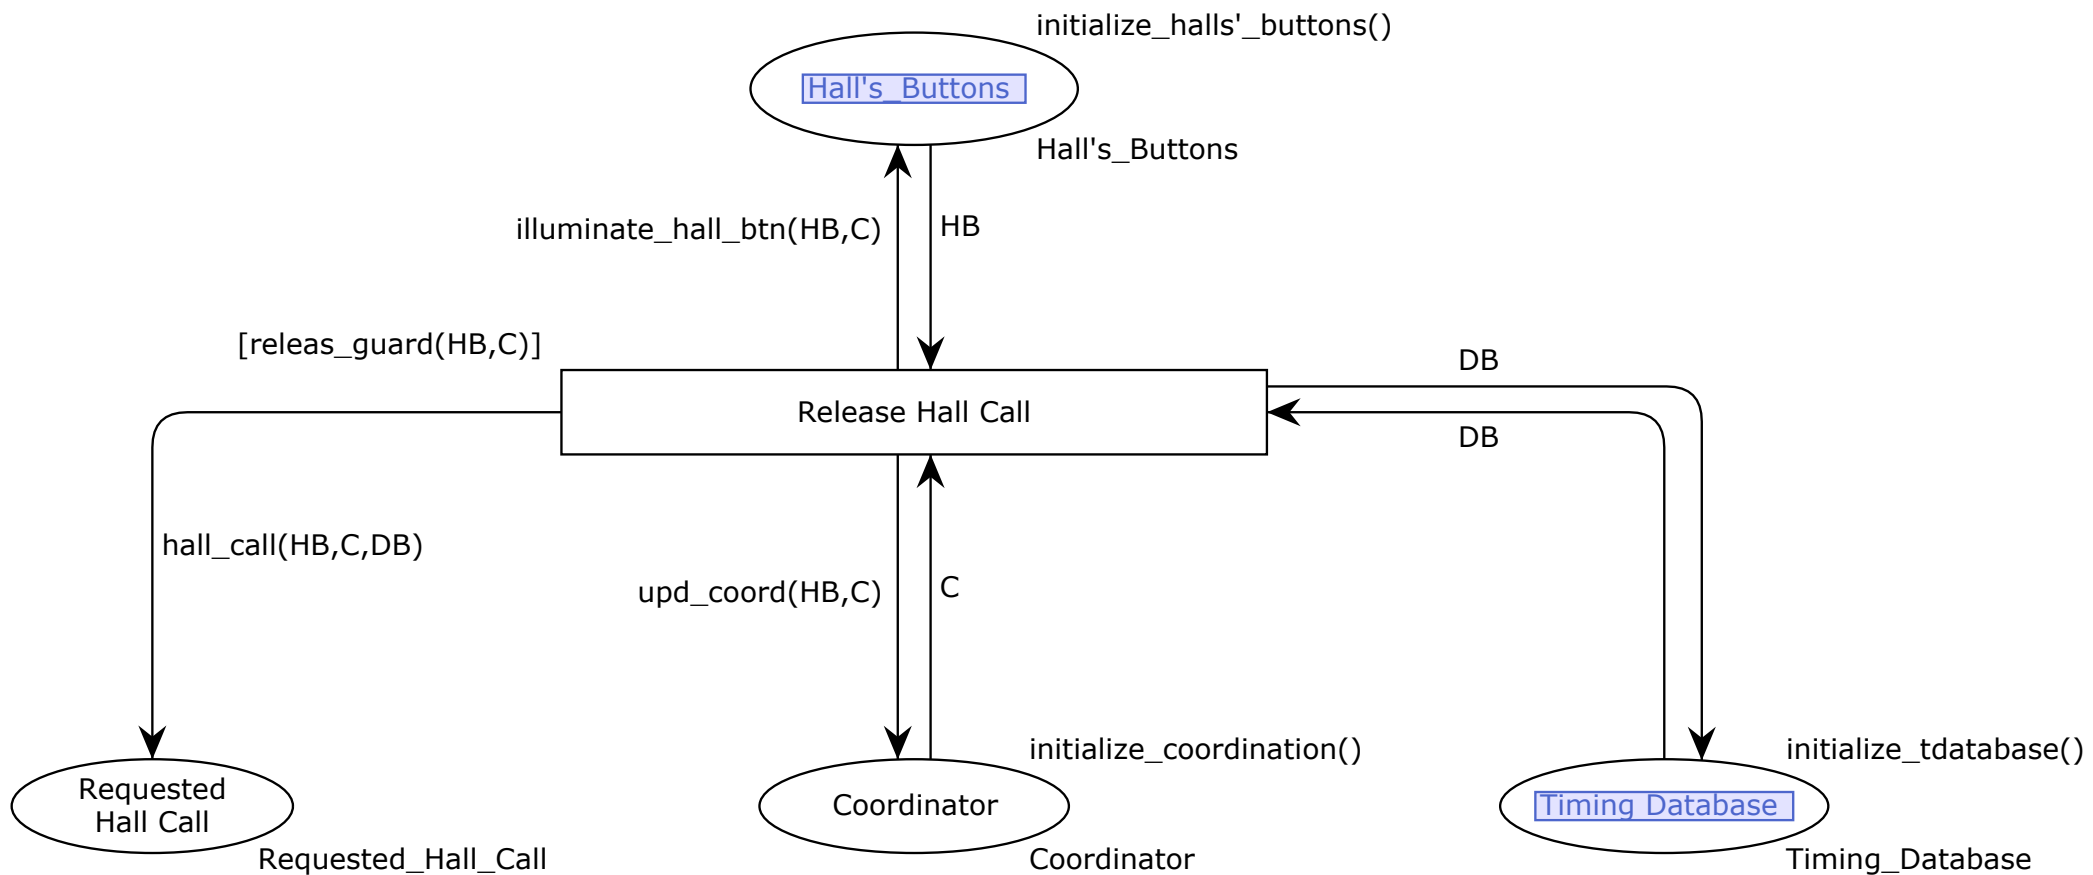 initialize_halls'_buttons()
Hall's_Buttons
Hall's_Buttons
illuminate_hall_btn(HB,C)
HB
[releas_guard(HB,C)]
DB
Release Hall Call
DB
hall_call(HB,C,DB)
upd_coord(HB,C)
C
initialize_coordination()
initialize_tdatabase()
Requested
Hall Call
Coordinator
Timing Database
Requested_Hall_Call
Coordinator
Timing_Database